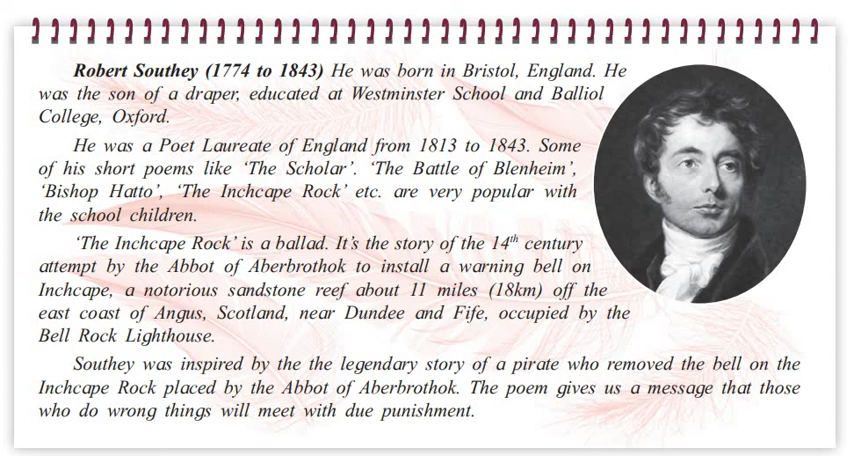 Robert Southey (1774 to 1843) He was born in Bristol, England. He
was the son of a draper, educated at Westminster School and Balliol
College, Oxford.
He was a Poet Laureate of England from 1813 to 1843. Some
of his short poems like ‘The Scholar’. ‘The Battle of Blenheim’,
‘Bishop Hatto’, ‘The Inchcape Rock’ etc. are very popular with
the school children.
‘The Inchcape Rock’ is a ballad. It’s the story of the 14th century
attempt by the Abbot of Aberbrothok to install a warning bell on
Inchcape, a notorious sandstone reef about 11 miles (18km) off the
east coast of Angus, Scotland, near Dundee and Fife, occupied by the
Bell Rock Lighthouse.
Southey was inspired by the the legendary story of a pirate who removed the bell on the
Inchcape Rock placed by the Abbot of Aberbrothok. The poem gives us a message that those
who do wrong things will meet with due punishment.